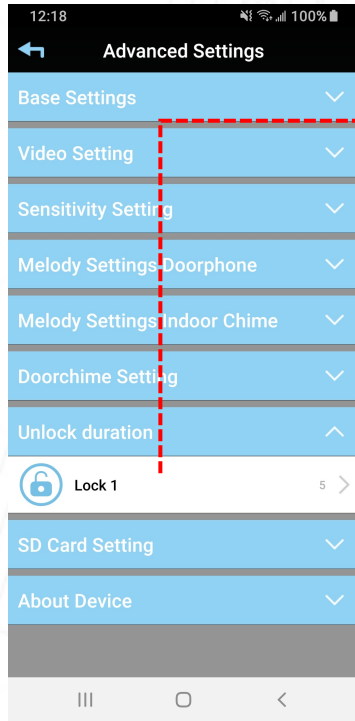 12:18 100%
Advanced Settings
Base Settings
Video Setting
Sensitivity Setting
Melody Settings-Doorphone
Melody Settings-Indoor Chime
Doorchime Setting
Unlock duration
Lock 1 5
SD Card Setting
About Device